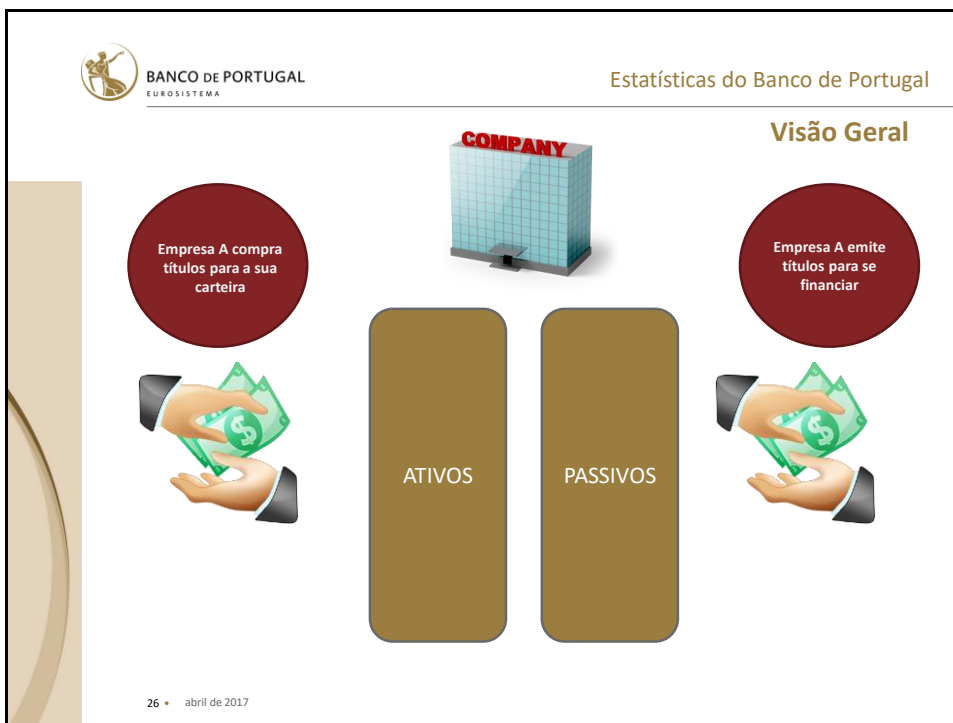 BANCO DE PORTUGAL
EUROSISTEMA
Estatísticas do Banco de Portugal
Visão Geral
COMPANY
Empresa A compra
títulos para a sua
carteira
Empresa A emite
títulos para se
financiar
ATIVOS
PASSIVOS
26 • abril de 2017